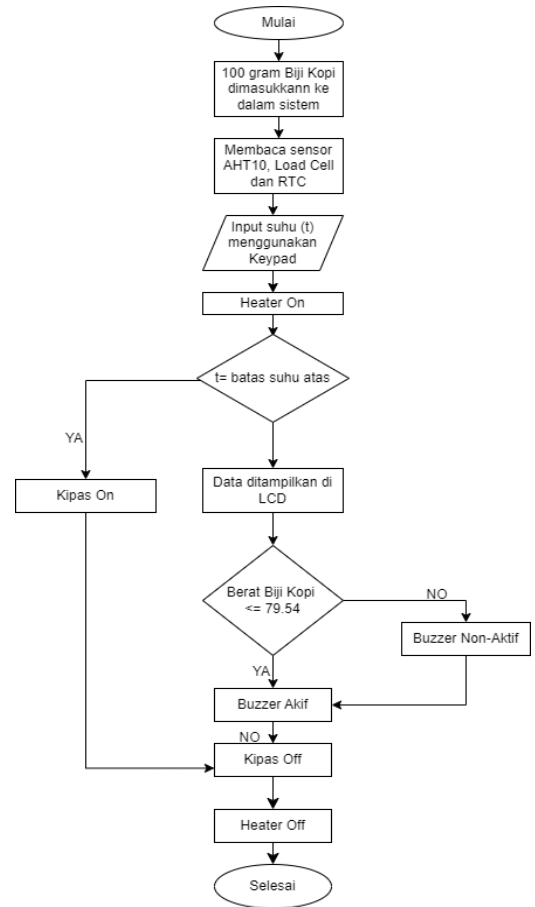 Mulai
100 gram Biji Kopi
dimasukkann ke
dalam sistem
Membaca sensor
AHT10, Load Cell
dan RTC
Input suhu (t)
menggunakan
Keypad
Heater On
t= batas suhu atas
YA
Kipas On
Data ditampilkan di
LCD
Berat Biji Kopi
<= 79.54
NO
Buzzer Non-Aktif
YA
Buzzer Akif
NO
Kipas Off
Heater Off
Selesai